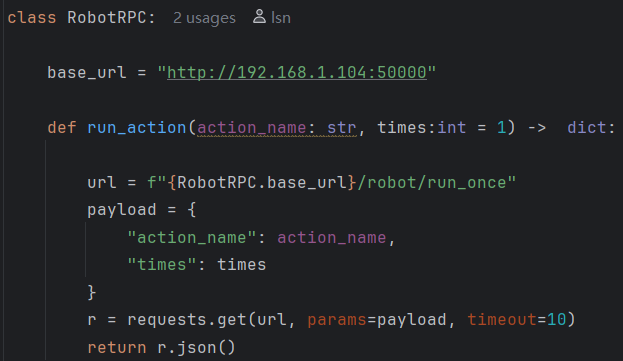 class RobotRPC: 2 usages lsn
base_url = "http://192.168.1.104:50000"
def run_action(action_name: str, times:int = 1) -> dict:
url = f"{RobotRPC.base_url}/robot/run_once"
payload = {
"action_name": action_name,
"times": times
}
r = requests.get(url, params=payload, timeout=10)
return r.json()